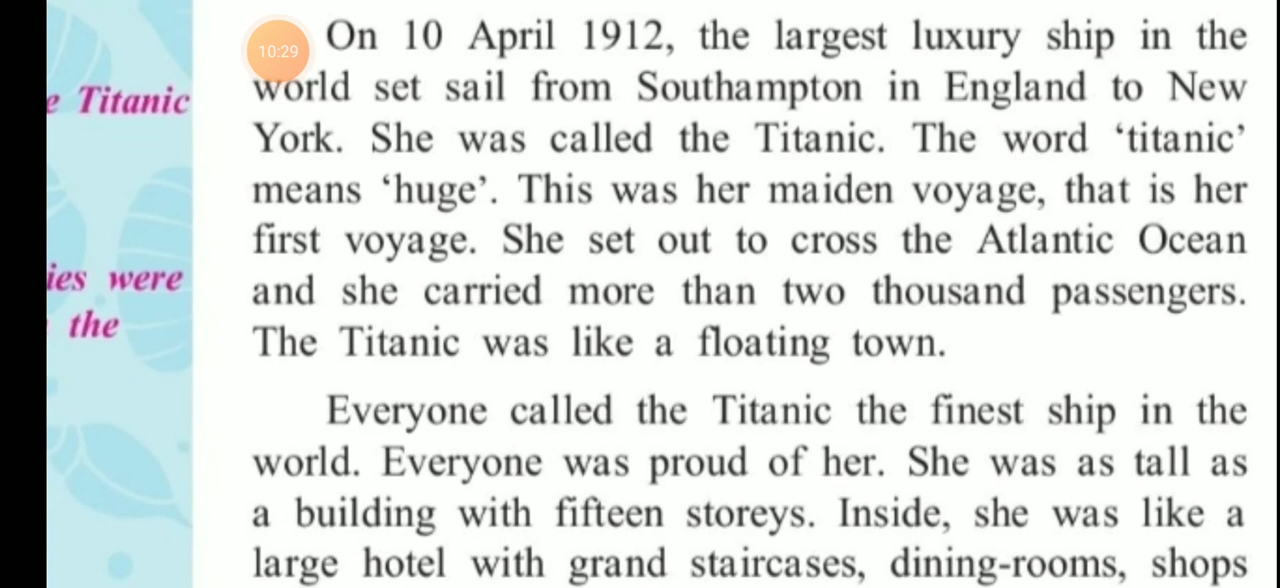 10:29
e Titanic
ies were
the
On 10 April 1912, the largest luxury ship in the
world set sail from Southampton in England to New
York. She was called the Titanic. The word ‘titanic’
means ‘huge’. This was her maiden voyage, that is her
first voyage. She set out to cross the Atlantic Ocean
and she carried more than two thousand passengers.
The Titanic was like a floating town.
Everyone called the Titanic the finest ship in the
world. Everyone was proud of her. She was as tall as
a building with fifteen storeys. Inside, she was like a
large hotel with grand staircases, dining-rooms, shops